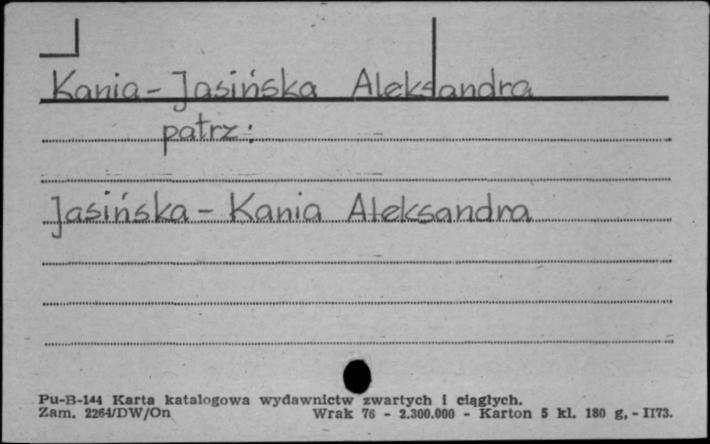 Kania-Jasińska Aleksandra
patrz:
Jasińska-Kania Aleksandra
Pu-B-144 Karta katalogowa wydawnictw zwartych i ciągłych.
Zam. 2264/DW/On Wrak 76 - 2.300.000 - Karton 5 kl. 180 g, - II73.